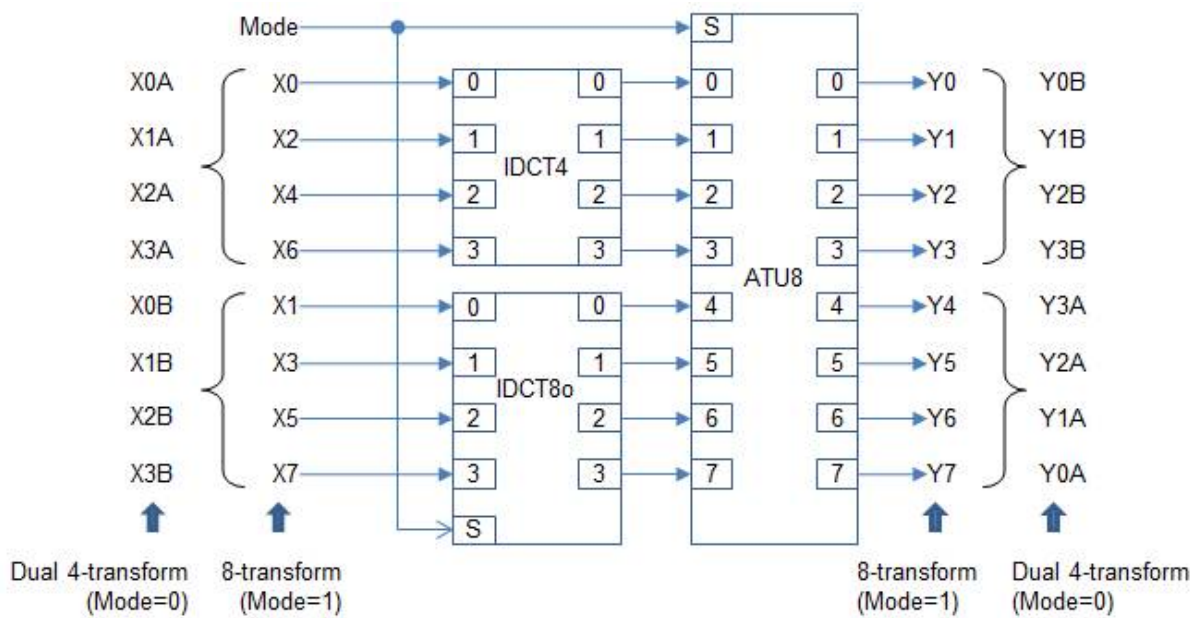 Mode
S
X0A X0 0 0 0 0 Y0 Y0B
X1A X2 1 1 1 1 Y1 Y1B
IDCT4
X2A X4 2 2 2 2 Y2 Y2B
X3A X6 3 3 3 3 Y3 Y3B
ATU8
X0B X1 0 0 4 4 Y4 Y3A
X1B X3 1 1 5 5 Y5 Y2A
IDCT8o
X2B X5 2 2 6 6 Y6 Y1A
X3B X7 3 3 7 7 Y7 Y0A
S
Dual 4-transform 8-transform 8-transform Dual 4-transform
(Mode=0) (Mode=1) (Mode=1) (Mode=0)